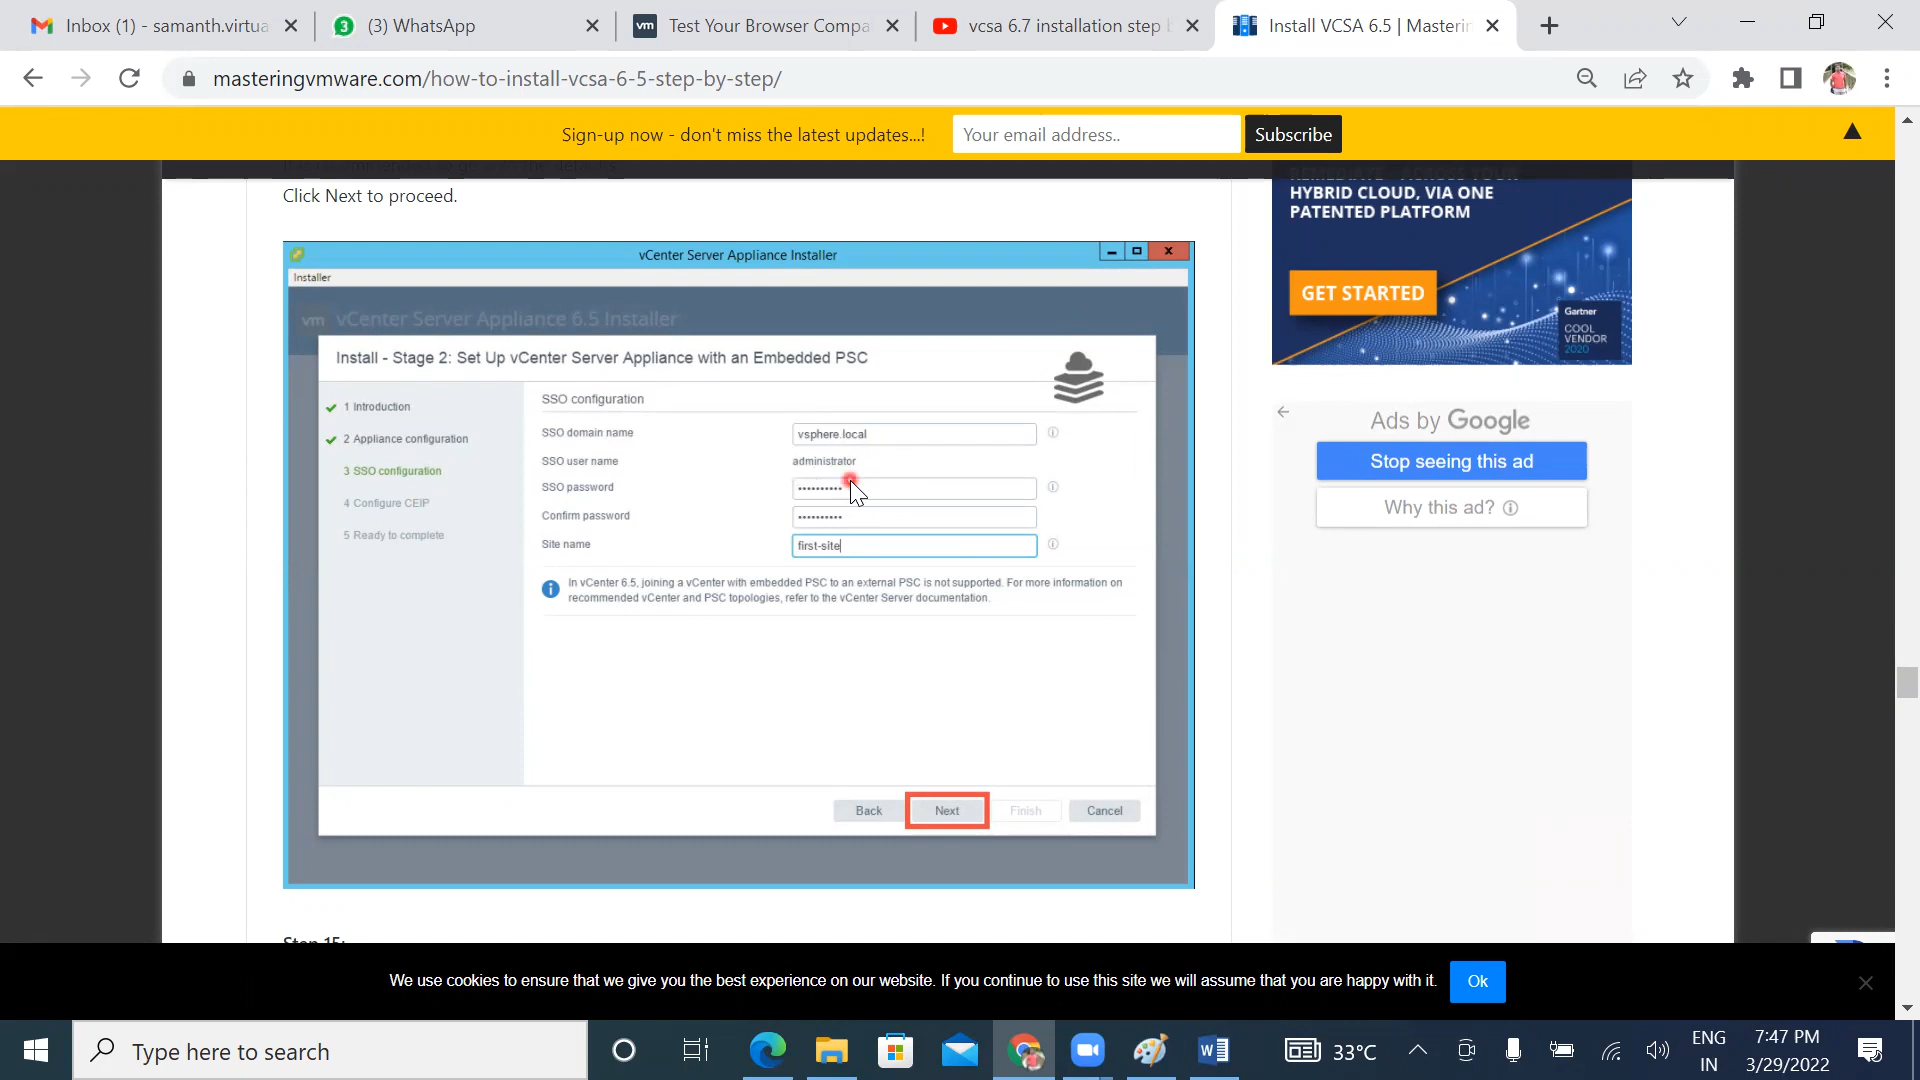 Inbox (1) - samanth.virtua
(3) WhatsApp
Test Your Browser Compa
vcsa 6.7 installation step
Install VCSA 6.5 | Masterin
masteringvmware.com/how-to-install-vcsa-6-5-step-by-step/
Sign-up now - don't miss the latest updates...!
Your email address..
Subscribe
Click Next to proceed.
vCenter Server Appliance Installer
Installer
vm vCenter Server Appliance 6.5 Installer
Install - Stage 2: Set Up vCenter Server Appliance with an Embedded PSC
1 Introduction
2 Appliance configuration
3 SSO configuration
4 Configure CEIP
5 Ready to complete
SSO configuration
SSO domain name
vsphere.local
SSO user name
administrator
SSO password
Confirm password
Site name
first-site
In vCenter 6.5, joining a vCenter with embedded PSC to an external PSC is not supported. For more information on
recommended vCenter and PSC topologies, refer to the vCenter Server documentation.
Back
Next
Finish
Cancel
HYBRID CLOUD, VIA ONE
PATENTED PLATFORM
GET STARTED
Gartner
COOL
VENDOR
2020
Ads by Google
Stop seeing this ad
Why this ad?
Step 15:
We use cookies to ensure that we give you the best experience on our website. If you continue to use this site we will assume that you are happy with it.
Ok
Type here to search
33°C
ENG
IN
7:47 PM
3/29/2022